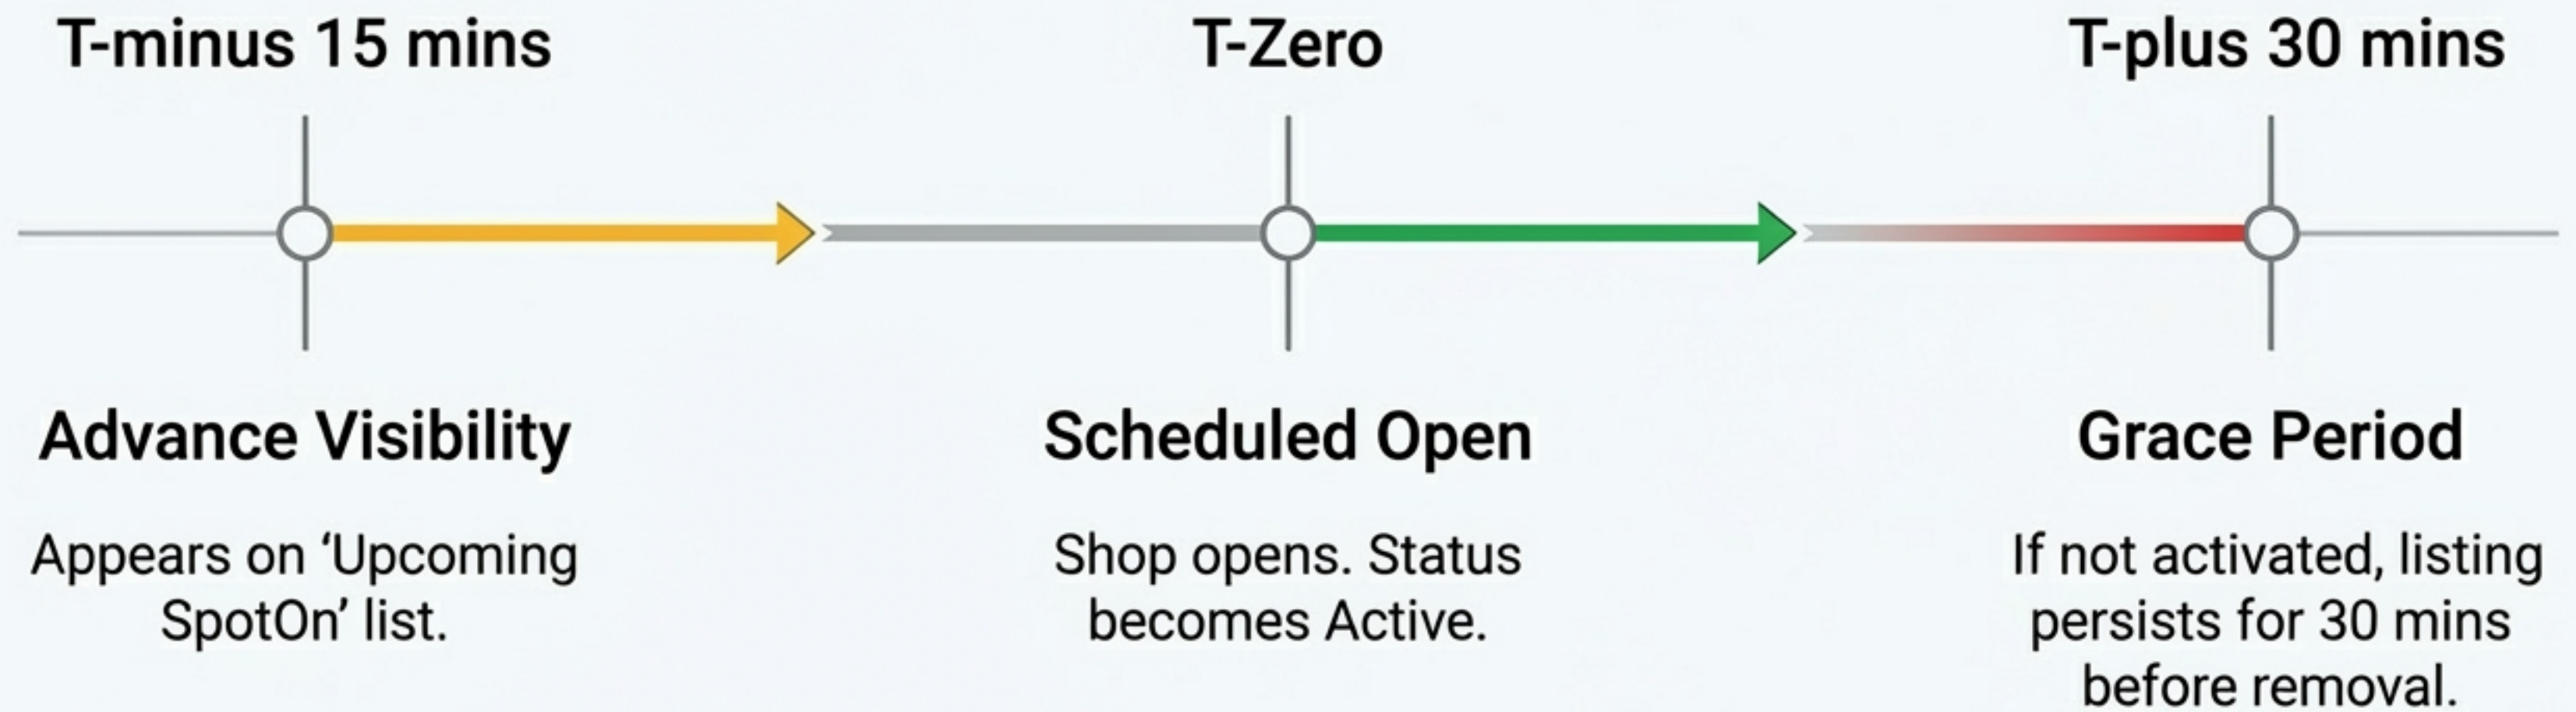 T-minus 15 mins
T-Zero
T-plus 30 mins
Advance Visibility
Scheduled Open
Grace Period
Appears on ‘Upcoming
SpotOn’ list.
Shop opens. Status
becomes Active.
If not activated, listing
persists for 30 mins
before removal.